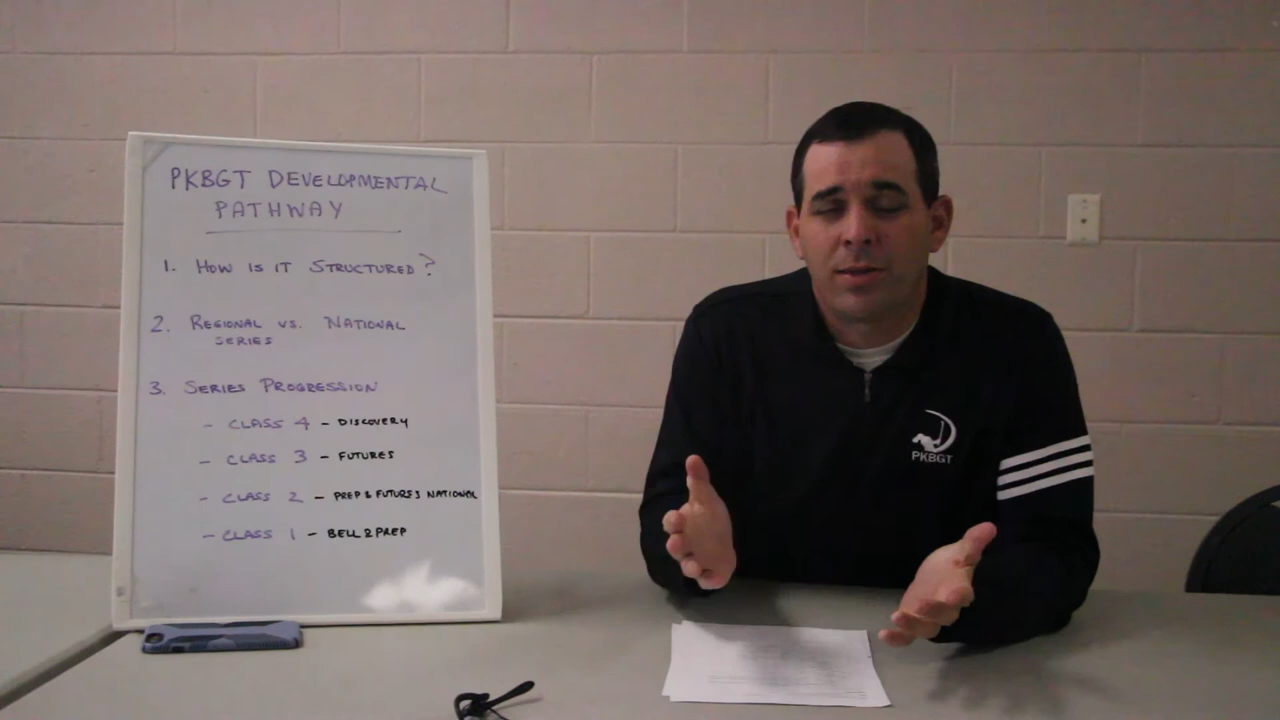 PKBGT DEVELOPMENTAL
PATHWAY
1. HOW IS IT STRUCTURED?
2. REGIONAL VS. NATIONAL
SERIES
3. SERIES PROGRESSION
- CLASS 4 - DISCOVERY
- CLASS 3 - FUTURES
- CLASS 2 - PREP & FUTURES NATIONAL
- CLASS 1 - BELL & PREP
PKBGT